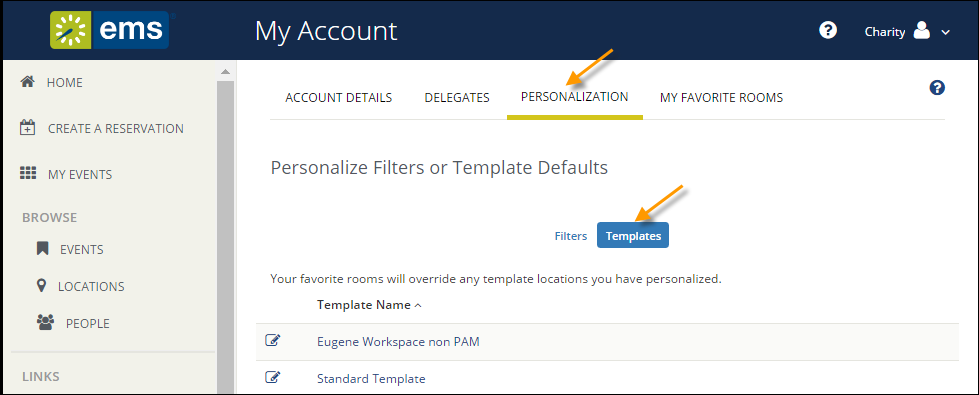 ems
My Account
?
Charity
HOME
CREATE A RESERVATION
MY EVENTS
BROWSE
EVENTS
LOCATIONS
PEOPLE
LINKS
ACCOUNT DETAILS
DELEGATES
PERSONALIZATION
MY FAVORITE ROOMS
?
Personalize Filters or Template Defaults
Filters
Templates
Your favorite rooms will override any template locations you have personalized.
Template Name
Eugene Workspace non PAM
Standard Template